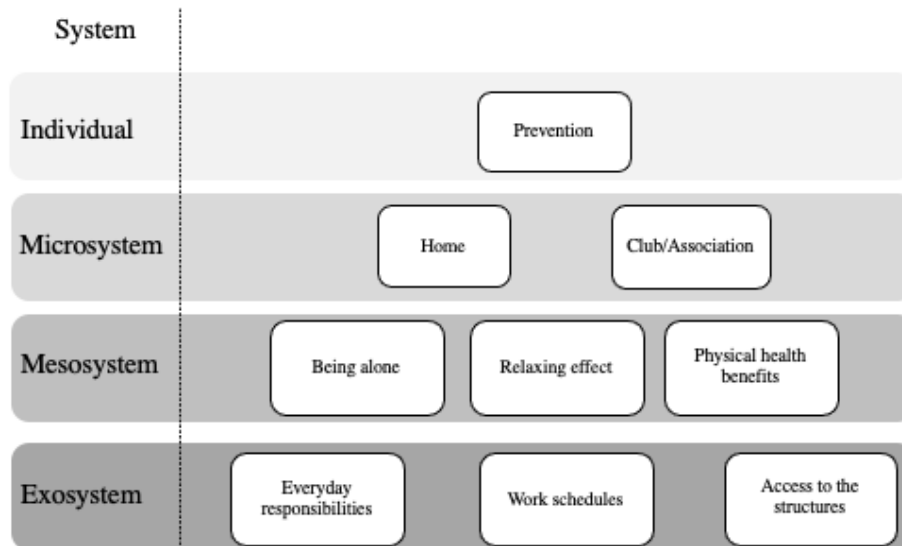 System
Individual
Prevention
Microsystem
Home
Club/Association
Mesosystem
Being alone
Relaxing effect
Physical health
benefits
Exosystem
Everyday
responsibilities
Work schedules
Access to the
structures